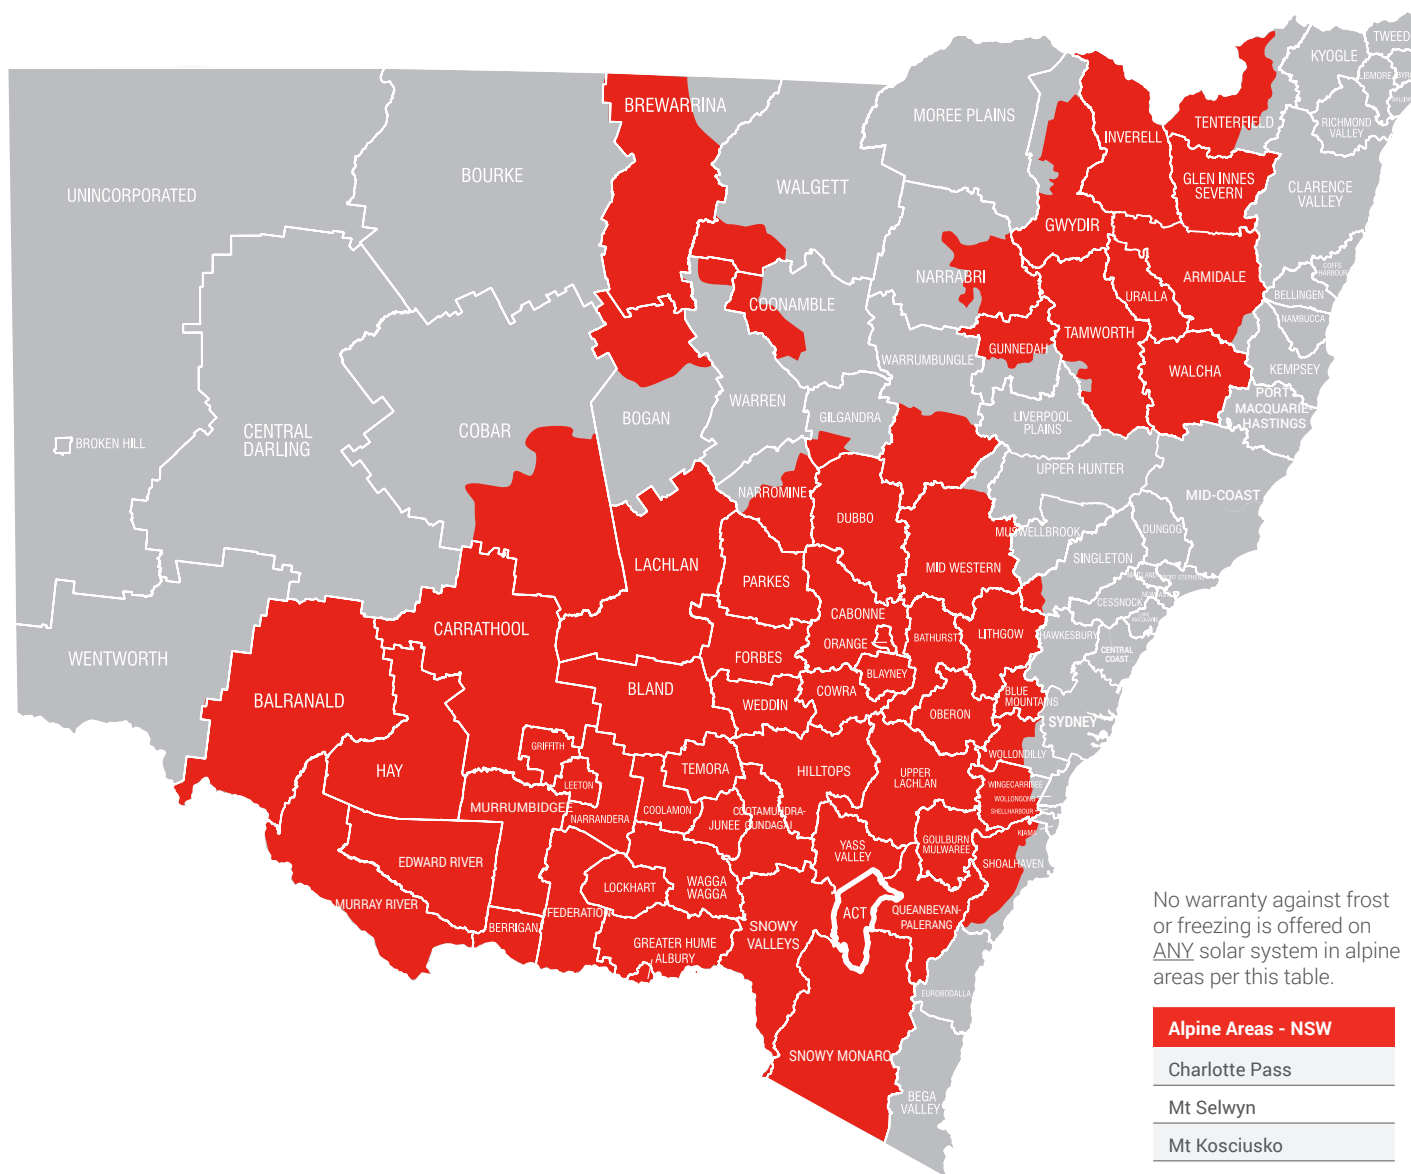 TWEED
KYOGLE
LISMORE
BREWARRINA
MOREE PLAINS
TENTERFIELD
RICHMOND
VALLEY
INVERELL
BOURKE
WALGETT
GLEN INNES
SEVERN
CLARENCE
VALLEY
UNINCORPORATED
GWYDIR
COFFS
HARBOUR
NARRABRI
ARMIDALE
URALLA
BELLINGEN
COONAMBLE
NAMBUCCA
TAMWORTH
GUNNEDAH
WARRUMBUNGLE
WALCHA
KEMPSEY
PORT
MACQUARIE-
HASTINGS
WARREN
GILGANDRA
LIVERPOOL
PLAINS
BOGAN
COBAR
CENTRAL
DARLING
BROKEN HILL
UPPER HUNTER
NARROMINE
MID-COAST
DUBBO
MUSWELLBROOK
DUNGOG
SINGLETON
LACHLAN
MID WESTERN
PARKES
MAITLAND
PORT STEPHENS
CESSNOCK
CABONNE
CARRATHOOL
ORANGE
BATHURST
LITHGOW
HAWKESBURY
CENTRAL
COAST
WENTWORTH
FORBES
BLAYNEY
BLAND
COWRA
BLUE
MOUNTAINS
BALRANALD
WEDDIN
OBERON
SYDNEY
GRIFFITH
WOLLONDILLY
HAY
TEMORA
HILLTOPS
UPPER
LACHLAN
LEETON
WINGECARRIBEE
WOLLONGONG
SHELLHARBOUR
MURRUMBIDGEE
COOLAMON
COOTAMUNDRA-
GUNDAGAI
NARRANDERA
JUNEE
KIAMA
GOULBURN
MULWAREE
YASS
VALLEY
EDWARD RIVER
SHOALHAVEN
LOCKHART
WAGGA
WAGGA
MURRAY RIVER
FEDERATION
ACT
QUEANBEYAN-
PALERANG
BERRIGAN
SNOWY
VALLEYS
GREATER HUME
ALBURY
EUROBODALLA
SNOWY MONARO
BEGA
VALLEY
No warranty against frost
or freezing is offered on
ANY solar system in alpine
areas per this table.
Alpine Areas - NSW
Charlotte Pass
Mt Selwyn
Mt Kosciusko